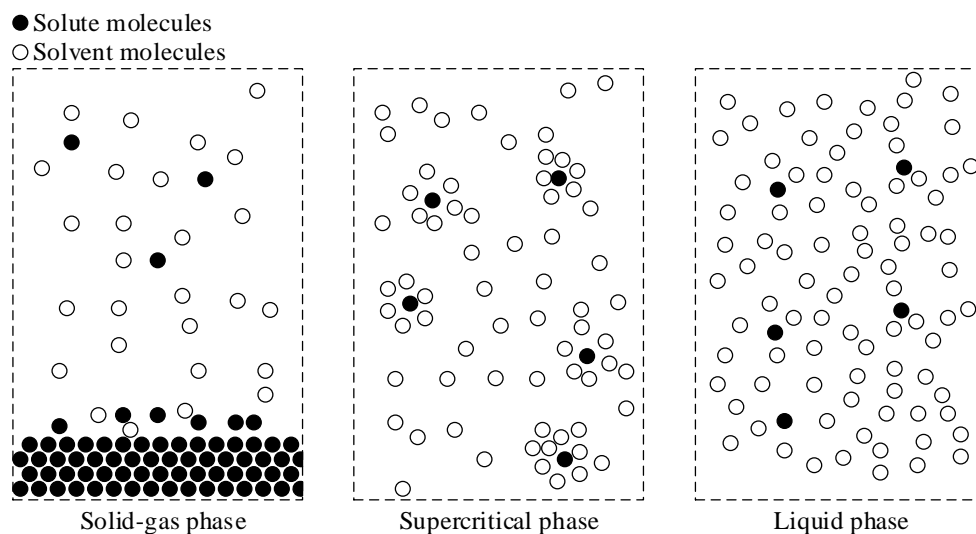 Solute molecules
Solvent molecules
Solid-gas phase
Supercritical phase
Liquid phase